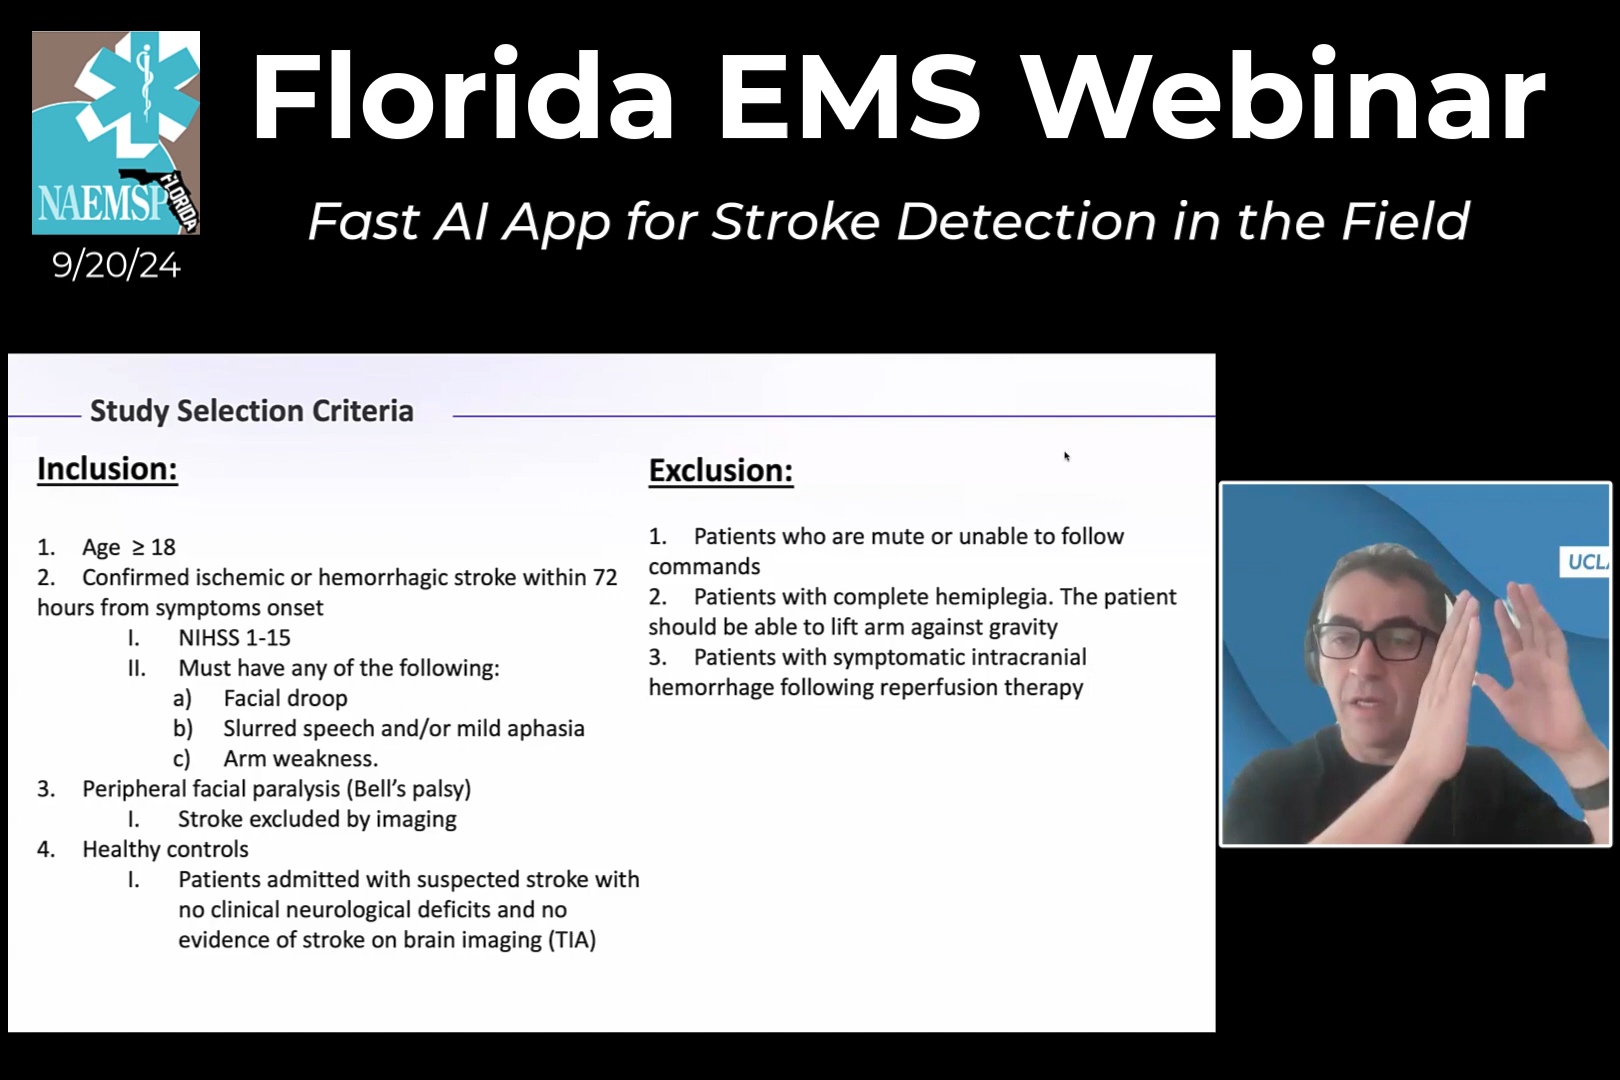 Florida EMS Webinar
NAEMSP
FLORIDA
9/20/24
Fast AI App for Stroke Detection in the Field
Study Selection Criteria
Inclusion:
1. Age ≥ 18
2. Confirmed ischemic or hemorrhagic stroke within 72
hours from symptoms onset
I. NIHSS 1-15
II. Must have any of the following:
a) Facial droop
b) Slurred speech and/or mild aphasia
c) Arm weakness.
3. Peripheral facial paralysis (Bell’s palsy)
I. Stroke excluded by imaging
4. Healthy controls
I. Patients admitted with suspected stroke with
no clinical neurological deficits and no
evidence of stroke on brain imaging (TIA)
Exclusion:
1. Patients who are mute or unable to follow
commands
2. Patients with complete hemiplegia. The patient
should be able to lift arm against gravity
3. Patients with symptomatic intracranial
hemorrhage following reperfusion therapy
UCLA